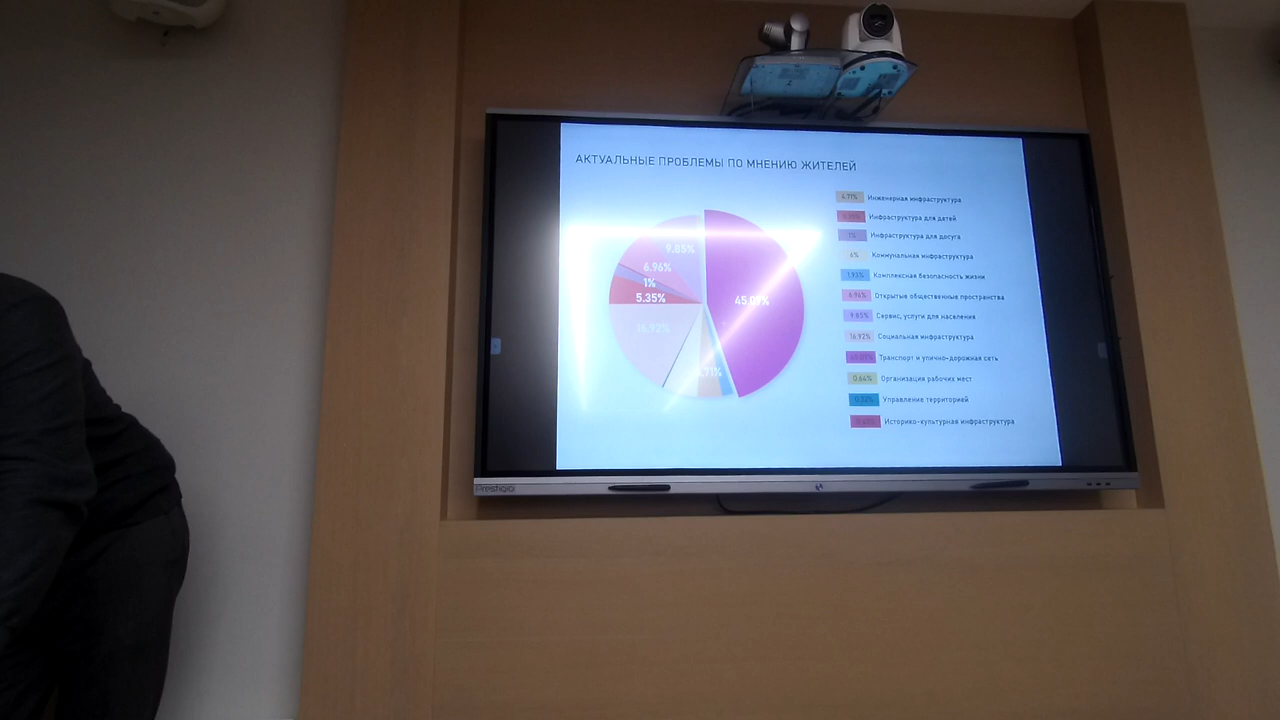 АКТУАЛЬНЫЕ ПРОБЛЕМЫ ПО МНЕНИЮ ЖИТЕЛЕЙ
9.85%
6.96%
1%
5.35%
16.92%
45.07%
4.71% Инженерная инфраструктура
Инфраструктура для детей
1% Инфраструктура для досуга
6% Коммунальная инфраструктура
1.93% Комплексная безопасность жизни
6.96% Открытые общественные пространства
9.85% Сервис, услуги для населения
16.92% Социальная инфраструктура
Транспорт и улично-дорожная сеть
0.64% Организация рабочих мест
0.32% Управление территорией
Историко-культурная инфраструктура
Prestigio